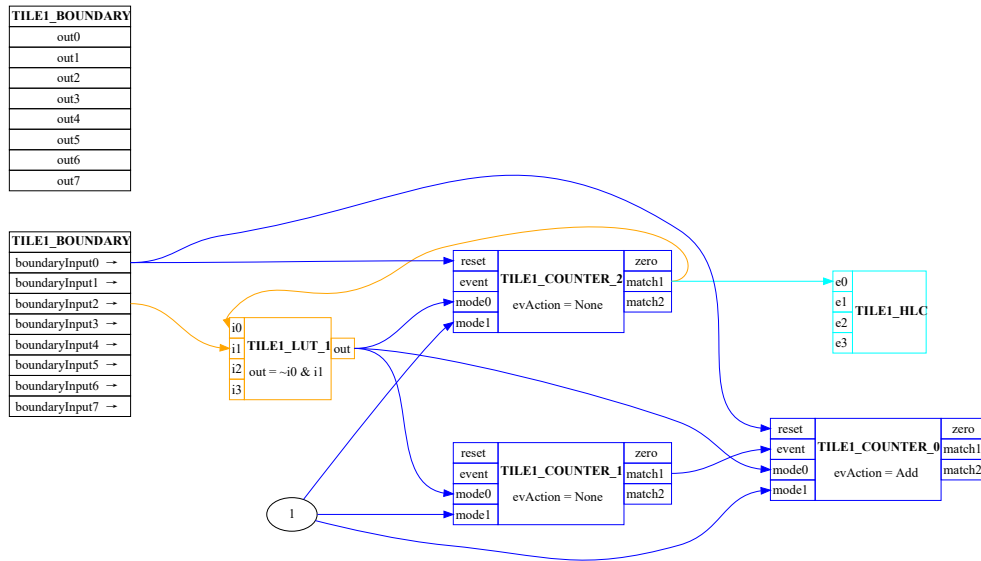 TILE1_BOUNDARY
out0
out1
out2
out3
out4
out5
out6
out7
TILE1_BOUNDARY
boundaryInput0 →
boundaryInput1 →
boundaryInput2 →
boundaryInput3 →
boundaryInput4 →
boundaryInput5 →
boundaryInput6 →
boundaryInput7 →
i0
i1
i2
i3
TILE1_LUT_1
out = ~i0 & i1
out
reset
event
mode0
mode1
TILE1_COUNTER_2
evAction = None
zero
match1
match2
e0
e1
e2
e3
TILE1_HLC
reset
event
mode0
mode1
TILE1_COUNTER_1
evAction = None
zero
match1
match2
reset
event
mode0
mode1
TILE1_COUNTER_0
evAction = Add
zero
match1
match2
1